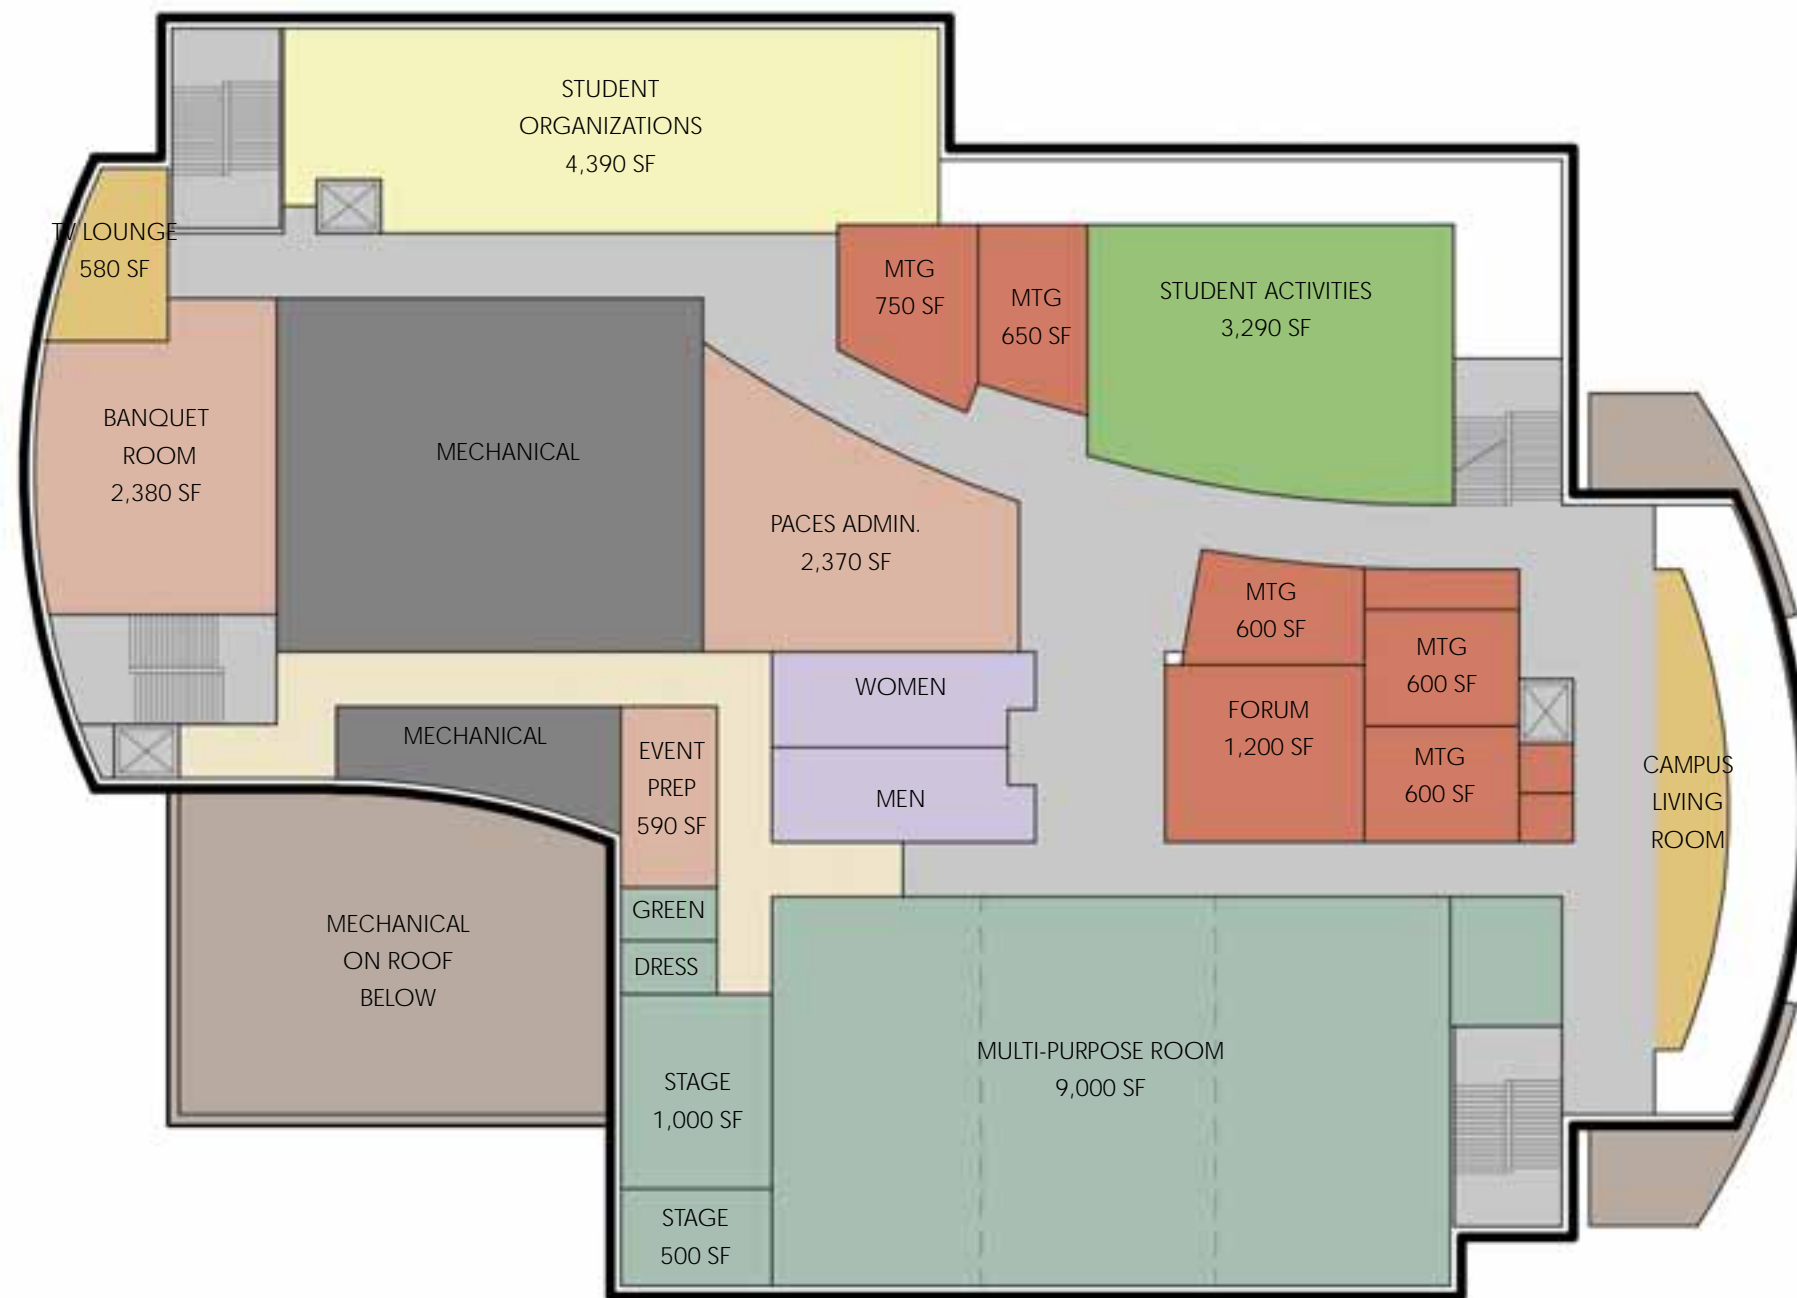 STUDENT
ORGANIZATIONS
4,390 SF
TV LOUNGE
580 SF
MTG
750 SF
MTG
650 SF
STUDENT ACTIVITIES
3,290 SF
BANQUET
ROOM
2,380 SF
MECHANICAL
PACES ADMIN.
2,370 SF
MTG
600 SF
MTG
600 SF
FORUM
1,200 SF
MTG
600 SF
WOMEN
MEN
MECHANICAL
EVENT
PREP
590 SF
CAMPUS
LIVING
ROOM
GREEN
DRESS
MECHANICAL
ON ROOF
BELOW
STAGE
1,000 SF
MULTI-PURPOSE ROOM
9,000 SF
STAGE
500 SF